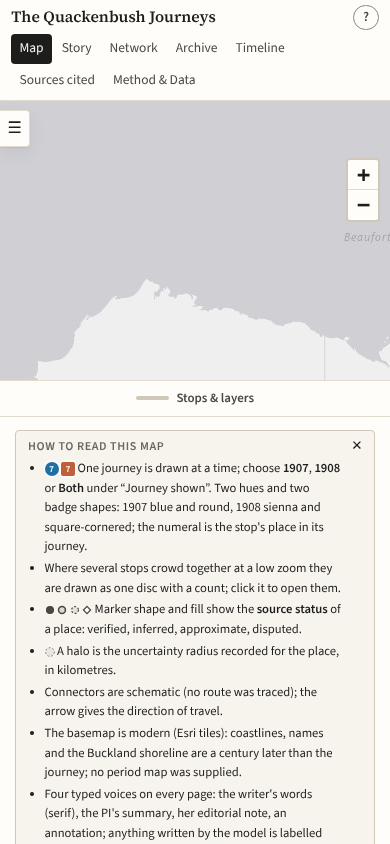 The Quackenbush Journeys
?
Map Story Network Archive Timeline
Sources cited Method & Data
☰
+
−
Beaufort
Stops & layers
HOW TO READ THIS MAP ✕
• 7 7 One journey is drawn at a time; choose 1907, 1908
or Both under “Journey shown”. Two hues and two
badge shapes: 1907 blue and round, 1908 sienna and
square-cornered; the numeral is the stop's place in its
journey.
• Where several stops crowd together at a low zoom they
are drawn as one disc with a count; click it to open them.
• Marker shape and fill show the source status of
a place: verified, inferred, approximate, disputed.
• A halo is the uncertainty radius recorded for the place,
in kilometres.
• Connectors are schematic (no route was traced); the
arrow gives the direction of travel.
• The basemap is modern (Esri tiles): coastlines, names
and the Buckland shoreline are a century later than the
journey; no period map was supplied.
• Four typed voices on every page: the writer's words
(serif), the PI's summary, her editorial note, an
annotation; anything written by the model is labelled